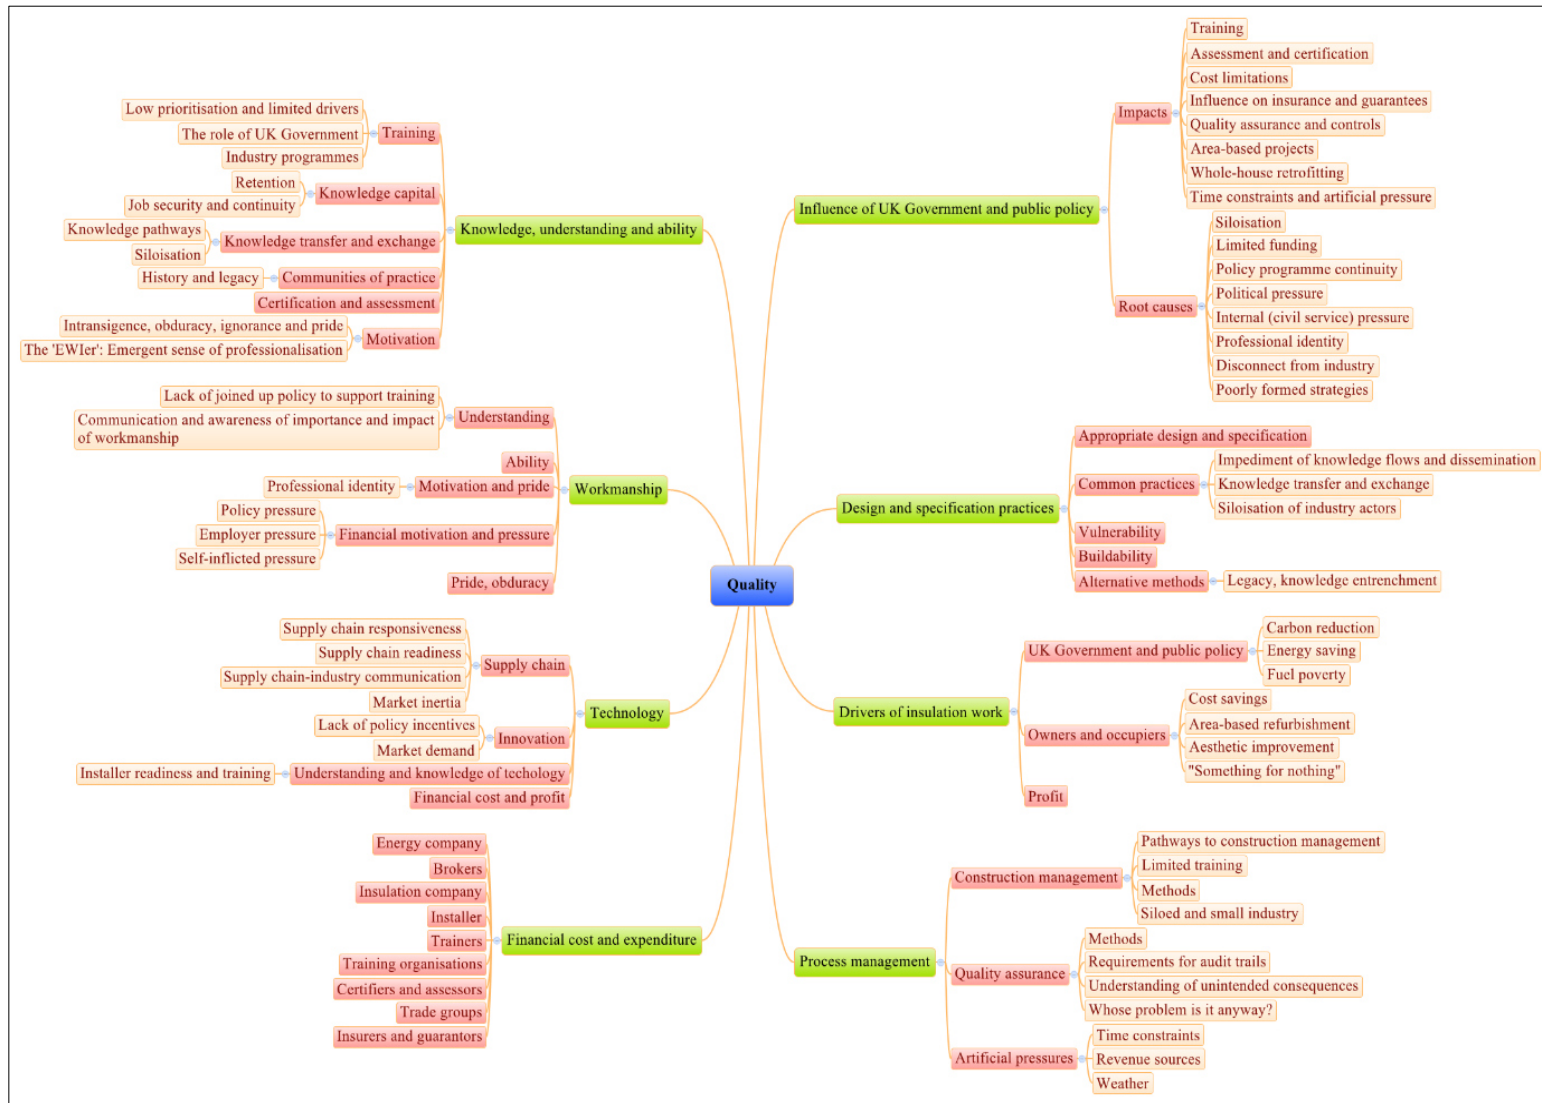 Quality
Knowledge, understanding and ability
Training
Low prioritisation and limited drivers
The role of UK Government
Industry programmes
Knowledge capital
Retention
Job security and continuity
Knowledge transfer and exchange
Knowledge pathways
Siloisation
Communities of practice
History and legacy
Certification and assessment
Motivation
Intransigence, obduracy, ignorance and pride
The 'EWIer': Emergent sense of professionalisation
Workmanship
Understanding
Lack of joined up policy to support training
Communication and awareness of importance and impact
of workmanship
Ability
Motivation and pride
Professional identity
Financial motivation and pressure
Policy pressure
Employer pressure
Self-inflicted pressure
Pride, obduracy
Technology
Supply chain
Supply chain responsiveness
Supply chain readiness
Supply chain-industry communication
Market inertia
Innovation
Lack of policy incentives
Market demand
Understanding and knowledge of techology
Installer readiness and training
Financial cost and profit
Financial cost and expenditure
Energy company
Brokers
Insulation company
Installer
Trainers
Training organisations
Certifiers and assessors
Trade groups
Insurers and guarantors
Influence of UK Government and public policy
Impacts
Training
Assessment and certification
Cost limitations
Influence on insurance and guarantees
Quality assurance and controls
Area-based projects
Whole-house retrofitting
Time constraints and artificial pressure
Root causes
Siloisation
Limited funding
Policy programme continuity
Political pressure
Internal (civil service) pressure
Professional identity
Disconnect from industry
Poorly formed strategies
Design and specification practices
Appropriate design and specification
Common practices
Impediment of knowledge flows and dissemination
Knowledge transfer and exchange
Siloisation of industry actors
Vulnerability
Buildability
Alternative methods
Legacy, knowledge entrenchment
Drivers of insulation work
UK Government and public policy
Carbon reduction
Energy saving
Fuel poverty
Owners and occupiers
Cost savings
Area-based refurbishment
Aesthetic improvement
"Something for nothing"
Profit
Process management
Construction management
Pathways to construction management
Limited training
Methods
Siloed and small industry
Quality assurance
Methods
Requirements for audit trails
Understanding of unintended consequences
Whose problem is it anyway?
Artificial pressures
Time constraints
Revenue sources
Weather